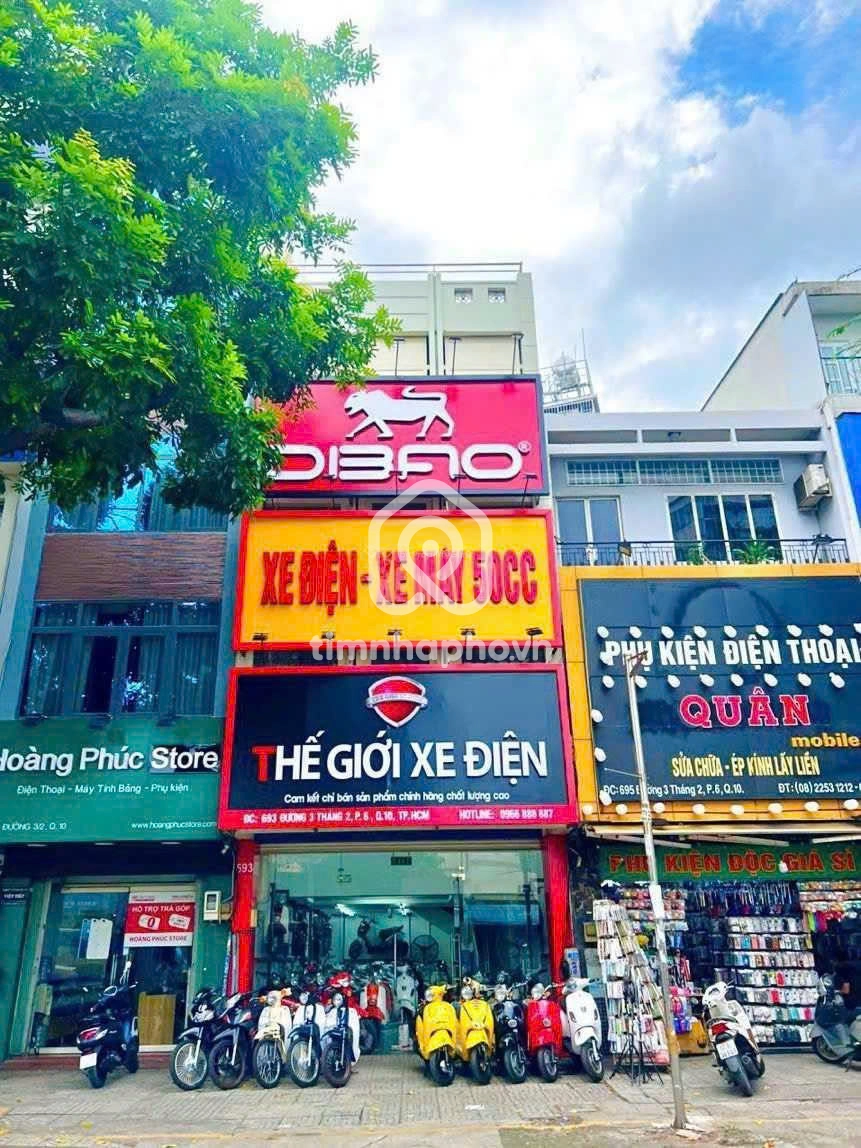 DIBAO®
XE ĐIỆN - XE MÁY 50CC
timnhaphovn
THẾ GIỚI XE ĐIỆN
Cam kết chỉ bán sản phẩm chính hãng chất lượng cao
ĐC: 693 ĐƯỜNG 3 THÁNG 2, P. 6, Q.10, TP.HCM HOTLINE: 0966 888 687
693
Hoàng Phúc Store
Điện Thoại - Máy Tính Bảng - Phụ kiện
ĐƯỜNG 3/2, Q.10
www.hoangphucstore.com
HỖ TRỢ TRẢ GÓP
HOÀNG PHÚC STORE
PHỤ KIỆN ĐIỆN THOẠI
QUÂN
mobile
SỬA CHỮA - ÉP KÍNH LẤY LIỀN
ĐC: 695 Đường 3 Tháng 2, P.6, Q.10. ĐT: (08) 2253 1212
PHỤ KIỆN ĐỘC GIÁ SỈ